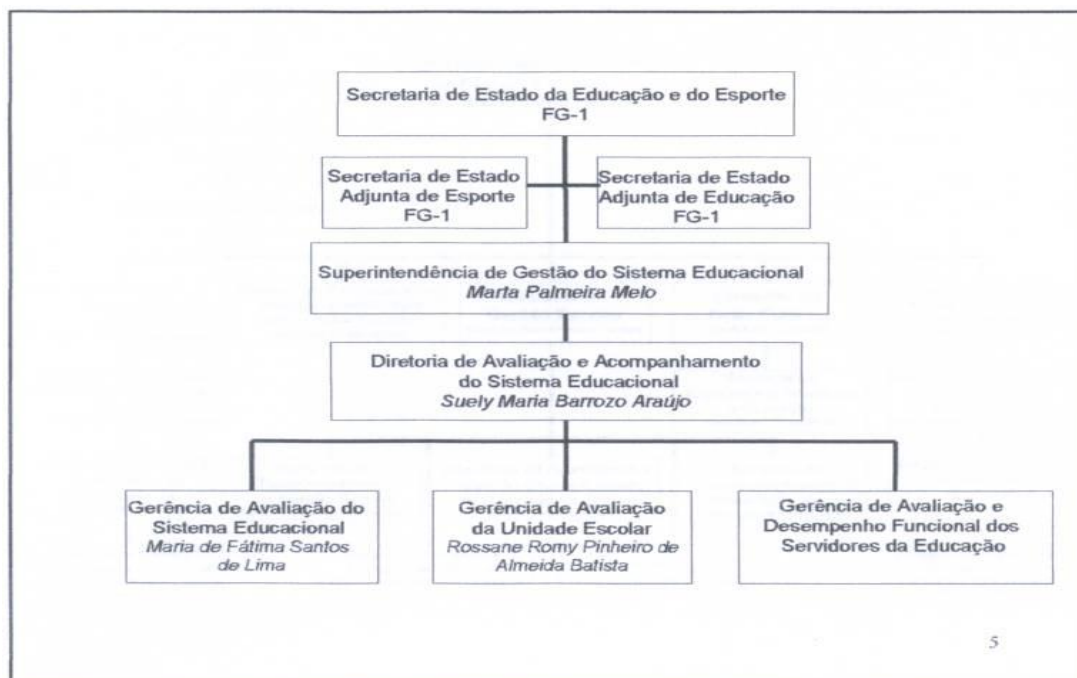 Secretaria de Estado da Educação e do Esporte
FG-1
Secretaria de Estado
Adjunta de Esporte
FG-1
Secretaria de Estado
Adjunta de Educação
FG-1
Superintendência de Gestão do Sistema Educacional
Marta Palmeira Melo
Diretoria de Avaliação e Acompanhamento
do Sistema Educacional
Suely Maria Barrozo Araújo
Gerência de Avaliação do
Sistema Educacional
Maria de Fátima Santos
de Lima
Gerência de Avaliação
da Unidade Escolar
Rossane Romy Pinheiro de
Almeida Batista
Gerência de Avaliação e
Desempenho Funcional dos
Servidores da Educação
5